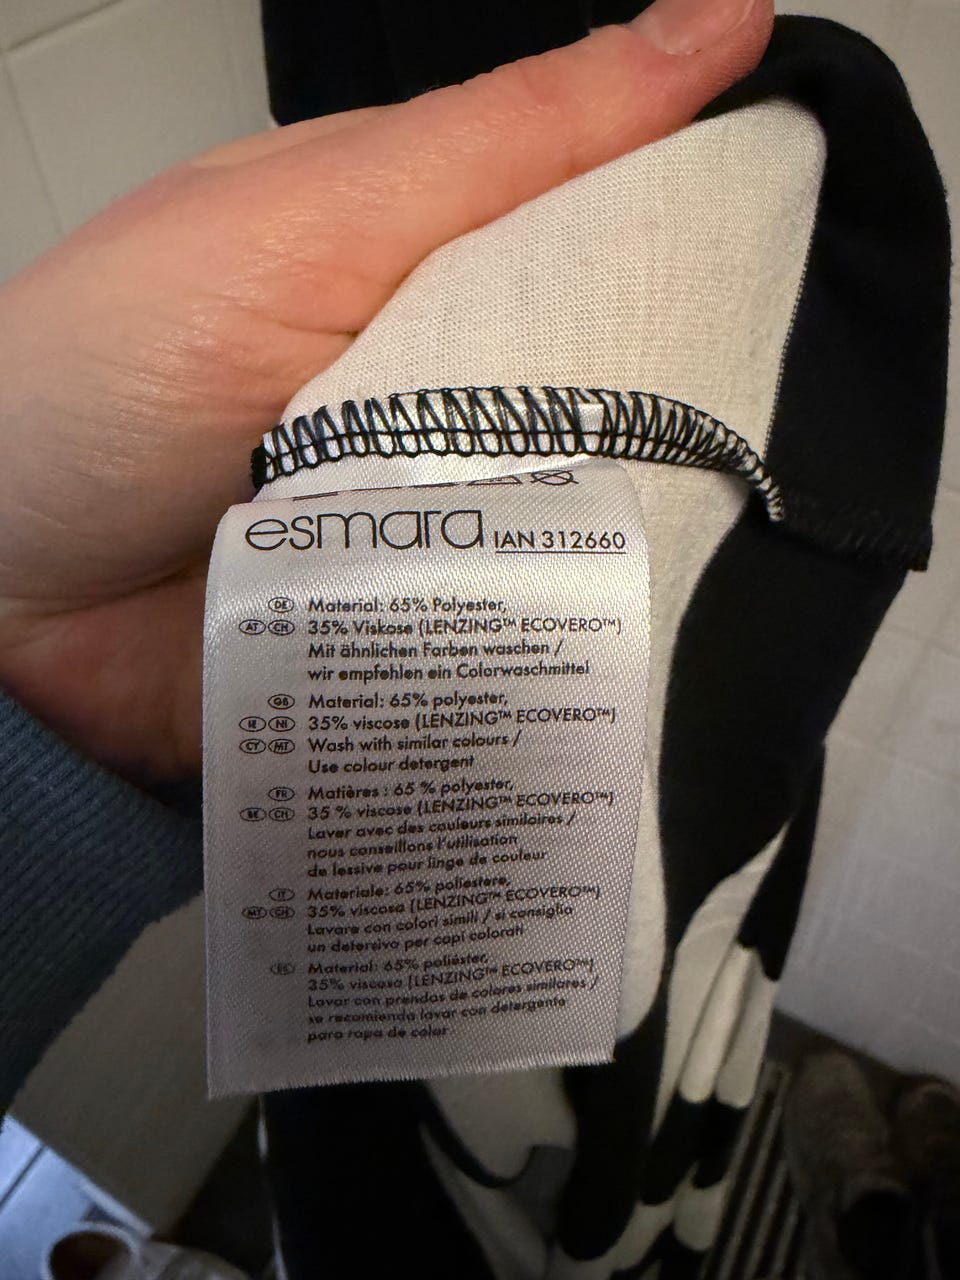 esmara IAN 312660
DE Material: 65% Polyester,
AT CH 35% Viskose (LENZING™ ECOVERO™)
Mit ähnlichen Farben waschen /
wir empfehlen ein Colorwaschmittel
GB Material: 65% polyester,
IE NI 35% viscose (LENZING™ ECOVERO™)
CY MT Wash with similar colours /
Use colour detergent
FR Matières : 65 % polyester,
BE CH 35 % viscose (LENZING™ ECOVERO™)
Laver avec des couleurs similaires /
nous conseillons l'utilisation
de lessive pour linge de couleur
IT Materiale: 65% poliestere,
MT CH 35% viscosa (LENZING™ ECOVERO™)
Lavare con colori simili / si consiglia
un detersivo per capi colorati
ES Material: 65% poliéster,
35% viscosa (LENZING™ ECOVERO™)
Lavar con prendas de colores similares /
se recomienda lavar con detergente
para ropa de color